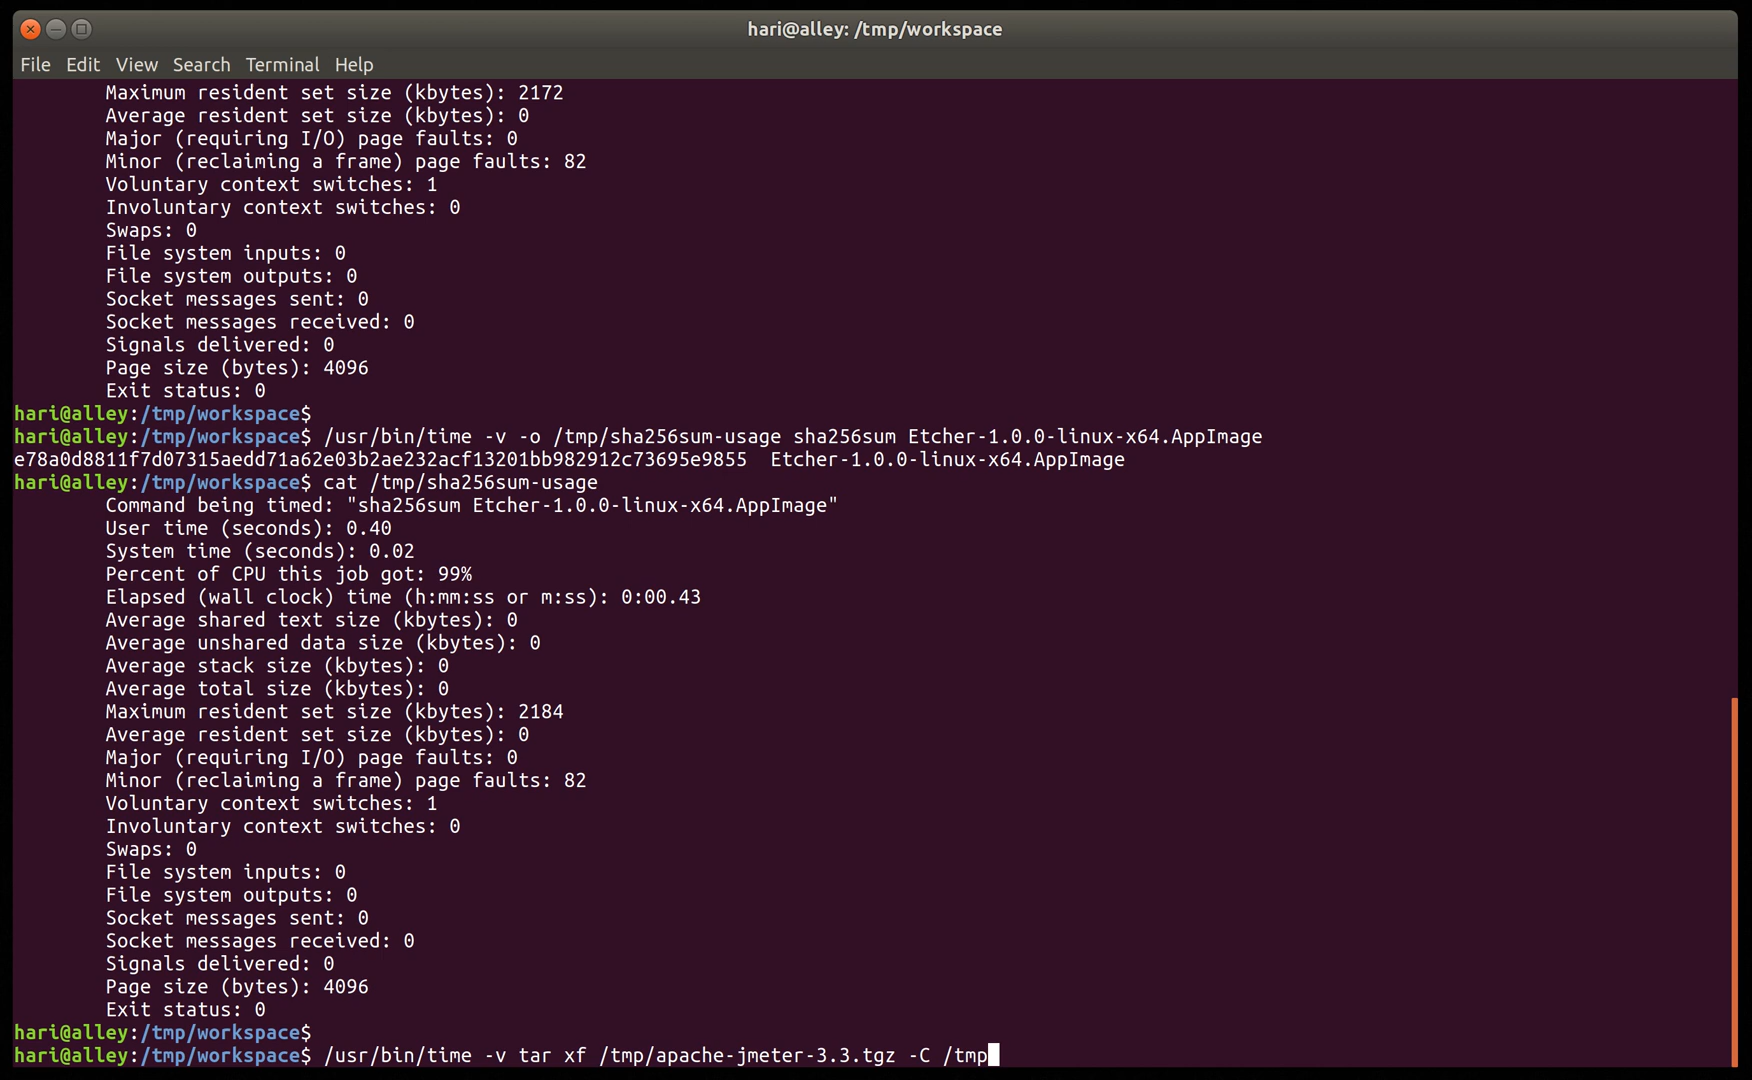 hari@alley: /tmp/workspace
File Edit View Search Terminal Help
Maximum resident set size (kbytes): 2172
Average resident set size (kbytes): 0
Major (requiring I/O) page faults: 0
Minor (reclaiming a frame) page faults: 82
Voluntary context switches: 1
Involuntary context switches: 0
Swaps: 0
File system inputs: 0
File system outputs: 0
Socket messages sent: 0
Socket messages received: 0
Signals delivered: 0
Page size (bytes): 4096
Exit status: 0
hari@alley:/tmp/workspace$
hari@alley:/tmp/workspace$ /usr/bin/time -v -o /tmp/sha256sum-usage sha256sum Etcher-1.0.0-linux-x64.AppImage
e78a0d8811f7d07315aedd71a62e03b2ae232acf13201bb982912c73695e9855  Etcher-1.0.0-linux-x64.AppImage
hari@alley:/tmp/workspace$ cat /tmp/sha256sum-usage
Command being timed: "sha256sum Etcher-1.0.0-linux-x64.AppImage"
User time (seconds): 0.40
System time (seconds): 0.02
Percent of CPU this job got: 99%
Elapsed (wall clock) time (h:mm:ss or m:ss): 0:00.43
Average shared text size (kbytes): 0
Average unshared data size (kbytes): 0
Average stack size (kbytes): 0
Average total size (kbytes): 0
Maximum resident set size (kbytes): 2184
Average resident set size (kbytes): 0
Major (requiring I/O) page faults: 0
Minor (reclaiming a frame) page faults: 82
Voluntary context switches: 1
Involuntary context switches: 0
Swaps: 0
File system inputs: 0
File system outputs: 0
Socket messages sent: 0
Socket messages received: 0
Signals delivered: 0
Page size (bytes): 4096
Exit status: 0
hari@alley:/tmp/workspace$
hari@alley:/tmp/workspace$ /usr/bin/time -v tar xf /tmp/apache-jmeter-3.3.tgz -C /tmp